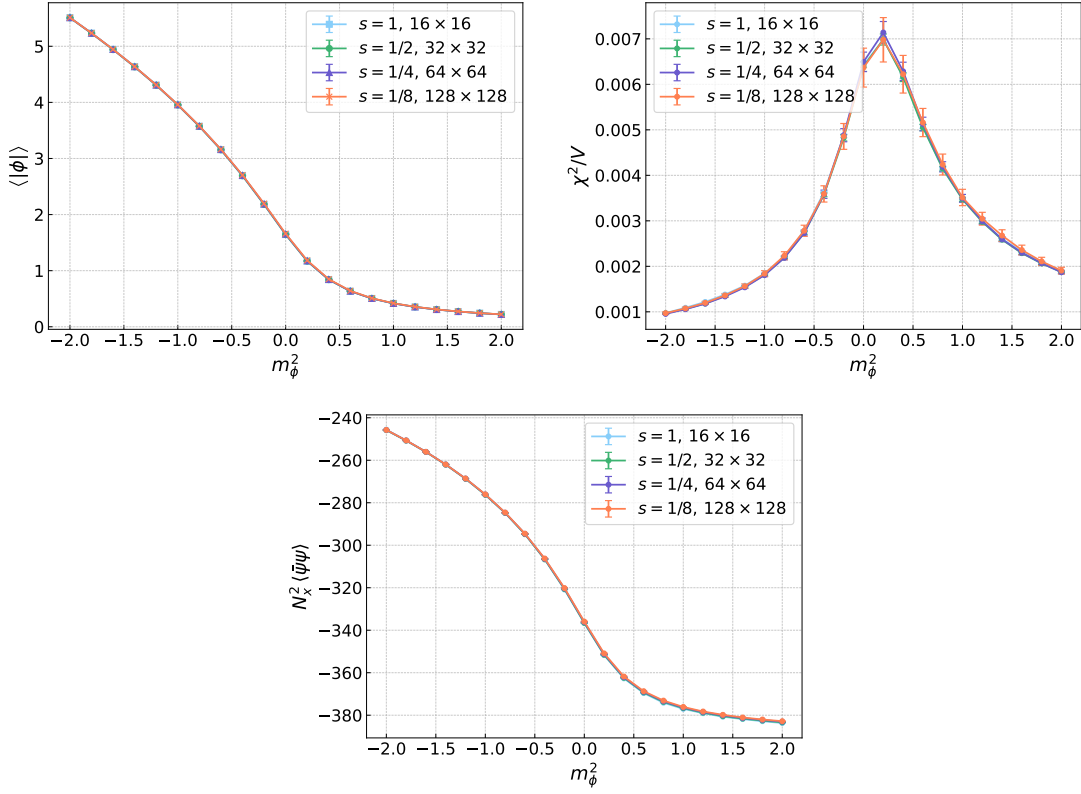 5
4
3
2
1
0
⟨|ϕ|⟩
s = 1, 16 × 16
s = 1/2, 32 × 32
s = 1/4, 64 × 64
s = 1/8, 128 × 128
−2.0 −1.5 −1.0 −0.5 0.0 0.5 1.0 1.5 2.0
m²_ϕ
0.007
0.006
0.005
0.004
0.003
0.002
0.001
χ²/V
s = 1, 16 × 16
s = 1/2, 32 × 32
s = 1/4, 64 × 64
s = 1/8, 128 × 128
−2.0 −1.5 −1.0 −0.5 0.0 0.5 1.0 1.5 2.0
m²_ϕ
−240
−260
−280
−300
−320
−340
−360
−380
N²_x ⟨ψ̄ψ⟩
s = 1, 16 × 16
s = 1/2, 32 × 32
s = 1/4, 64 × 64
s = 1/8, 128 × 128
−2.0 −1.5 −1.0 −0.5 0.0 0.5 1.0 1.5 2.0
m²_ϕ